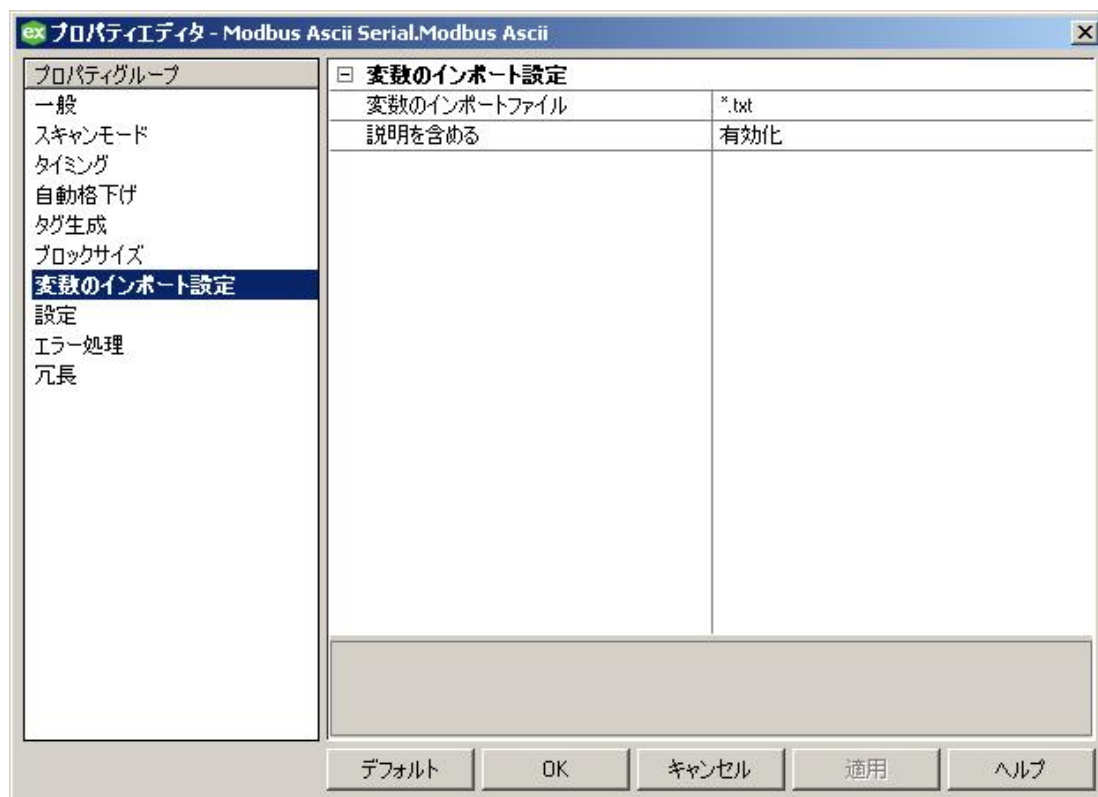 ex プロパティエディタ - Modbus Ascii Serial.Modbus Ascii
プロパティグループ
一般
スキャンモード
タイミング
自動格下げ
タグ生成
ブロックサイズ
変数のインポート設定
設定
エラー処理
冗長
変数のインポート設定
変数のインポートファイル *.txt
説明を含める 有効化
デフォルト OK キャンセル 適用 ヘルプ